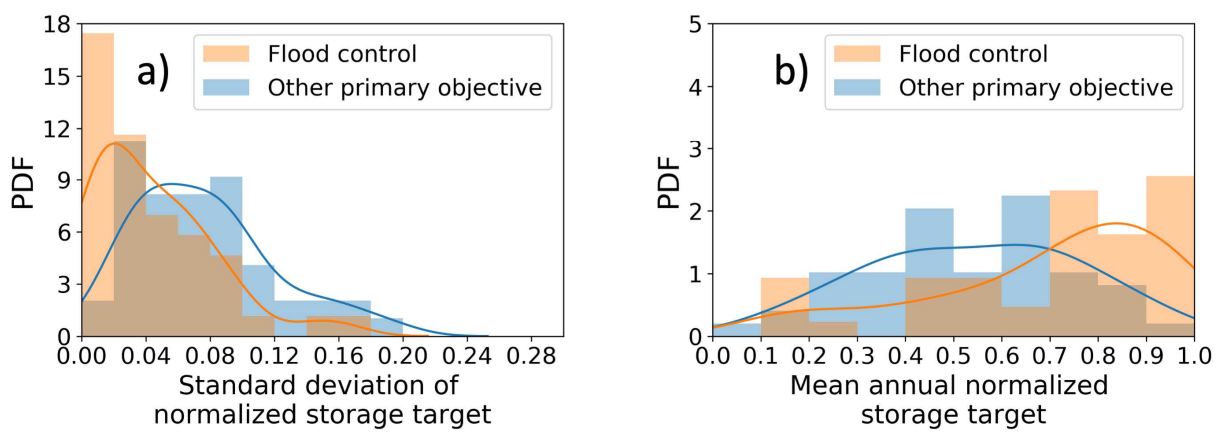 18
15
12
9
6
3
0
PDF
a)
Flood control
Other primary objective
0.00 0.04 0.08 0.12 0.16 0.20 0.24 0.28
Standard deviation of
normalized storage target
5
4
3
2
1
0
PDF
b)
Flood control
Other primary objective
0.0 0.1 0.2 0.3 0.4 0.5 0.6 0.7 0.8 0.9 1.0
Mean annual normalized
storage target